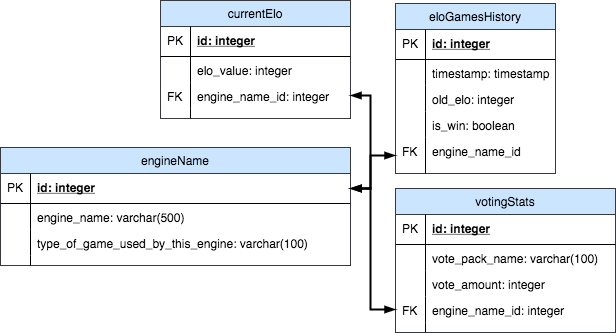 currentElo
PK id: integer
elo_value: integer
FK engine_name_id: integer
eloGamesHistory
PK id: integer
timestamp: timestamp
old_elo: integer
is_win: boolean
FK engine_name_id
engineName
PK id: integer
engine_name: varchar(500)
type_of_game_used_by_this_engine: varchar(100)
votingStats
PK id: integer
vote_pack_name: varchar(100)
vote_amount: integer
FK engine_name_id: integer